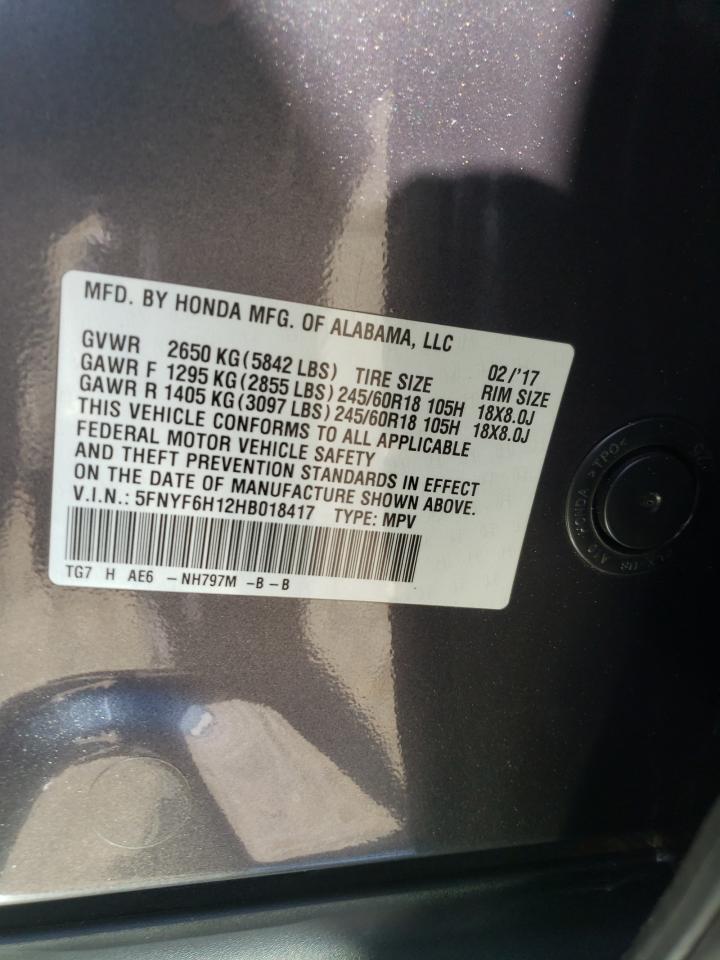 MFD. BY HONDA MFG. OF ALABAMA, LLC
02/'17
GVWR 2650 KG (5842 LBS) TIRE SIZE RIM SIZE
GAWR F 1295 KG (2855 LBS) 245/60R18 105H 18X8.0J
GAWR R 1405 KG (3097 LBS) 245/60R18 105H 18X8.0J
THIS VEHICLE CONFORMS TO ALL APPLICABLE
FEDERAL MOTOR VEHICLE SAFETY
AND THEFT PREVENTION STANDARDS IN EFFECT
ON THE DATE OF MANUFACTURE SHOWN ABOVE.
V.I.N.: 5FNYF6H12HB018417 TYPE: MPV
TG7 H AE6 -NH797M -B-B
HONDA >TPO<